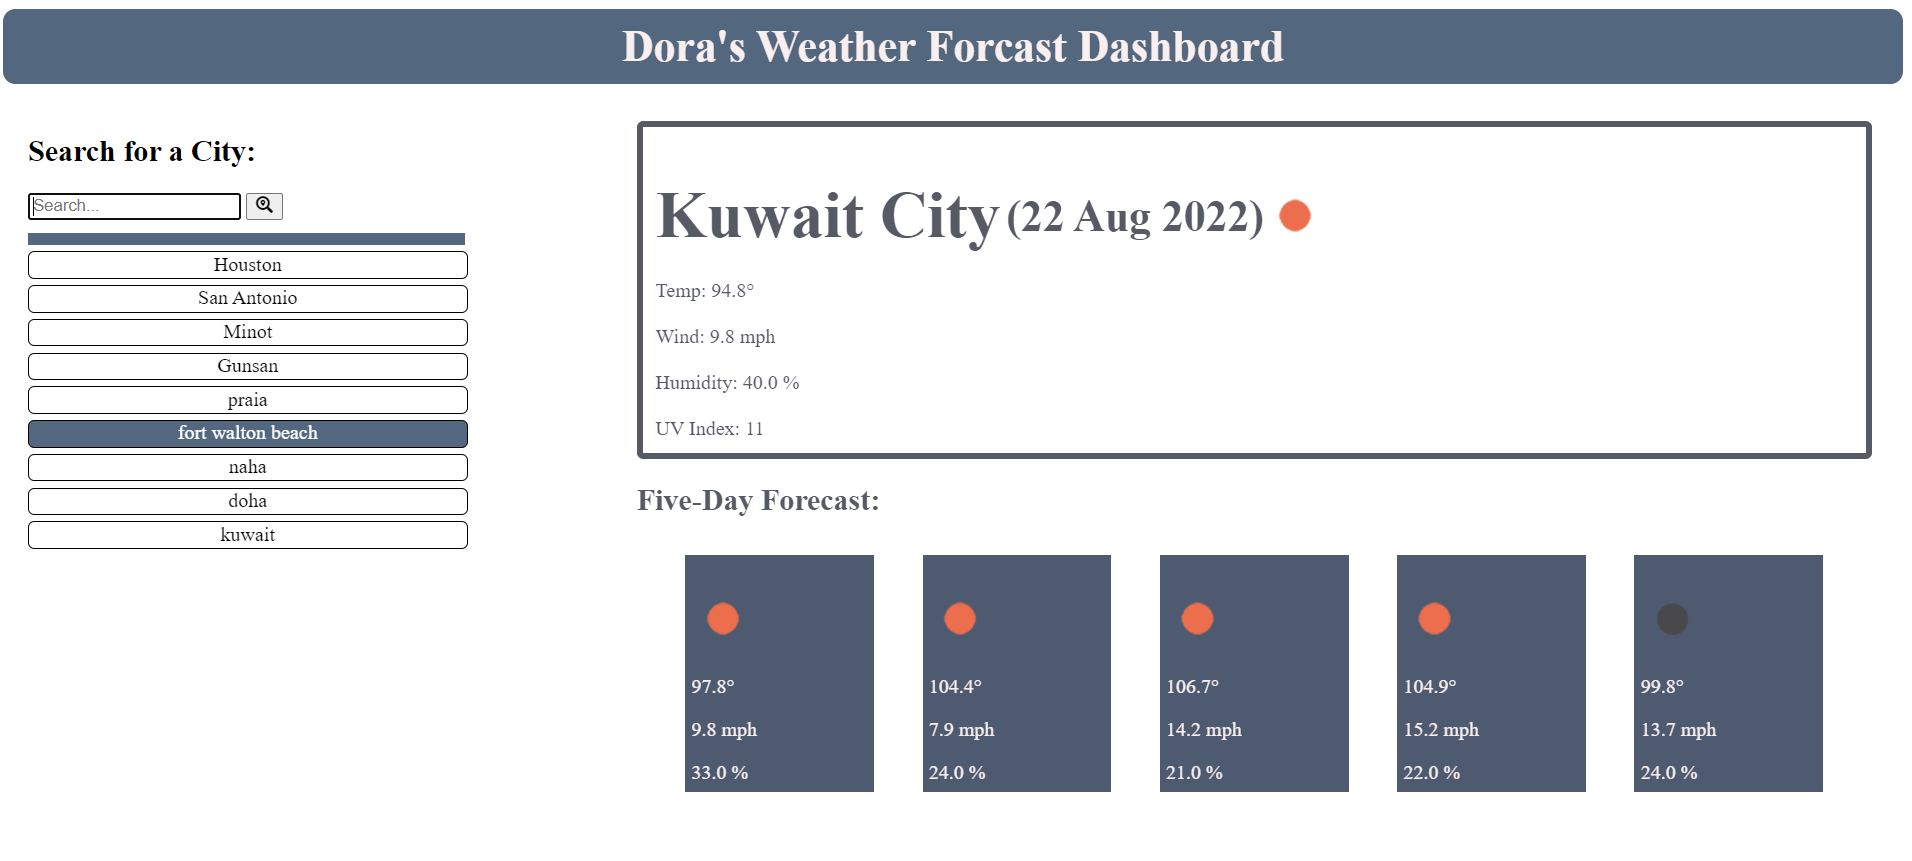 Dora's Weather Forcast Dashboard
Search for a City:
Search...
Houston
San Antonio
Minot
Gunsan
praia
fort walton beach
naha
doha
kuwait
Kuwait City (22 Aug 2022)
Temp: 94.8°
Wind: 9.8 mph
Humidity: 40.0 %
UV Index: 11
Five-Day Forecast:
97.8°
9.8 mph
33.0 %
104.4°
7.9 mph
24.0 %
106.7°
14.2 mph
21.0 %
104.9°
15.2 mph
22.0 %
99.8°
13.7 mph
24.0 %